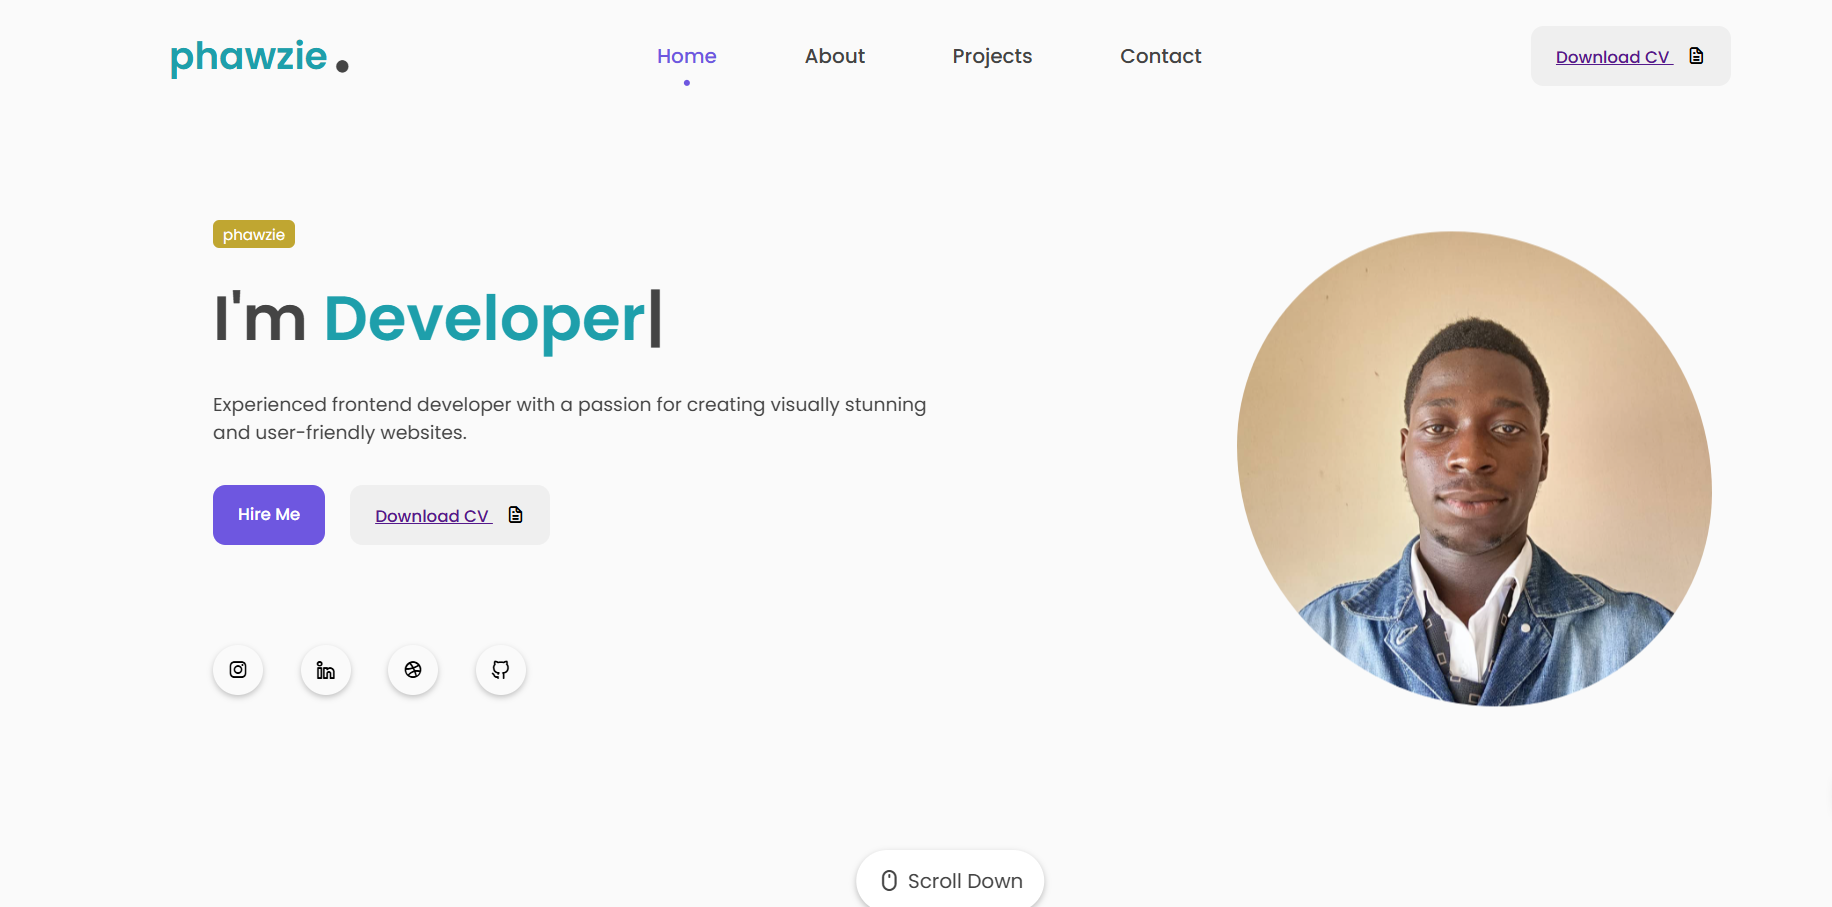 phawzie .
Home
About
Projects
Contact
Download CV
phawzie
I'm Developer|
Experienced frontend developer with a passion for creating visually stunning
and user-friendly websites.
Hire Me
Download CV
Scroll Down